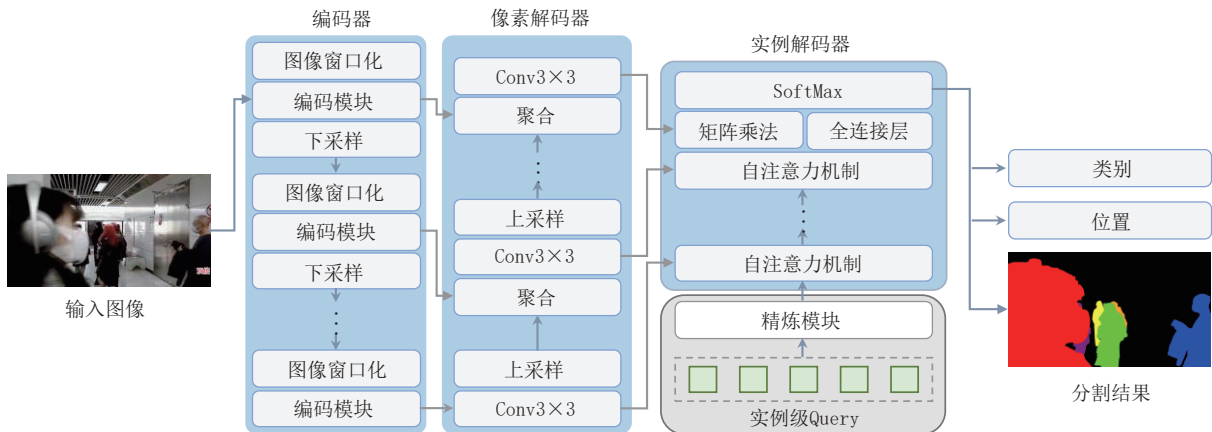 编码器
图像窗口化
编码模块
下采样
图像窗口化
编码模块
下采样
图像窗口化
编码模块
输入图像
像素解码器
Conv3×3
聚合
上采样
Conv3×3
聚合
上采样
Conv3×3
实例解码器
SoftMax
矩阵乘法
全连接层
自注意力机制
自注意力机制
精炼模块
实例级Query
类别
位置
分割结果